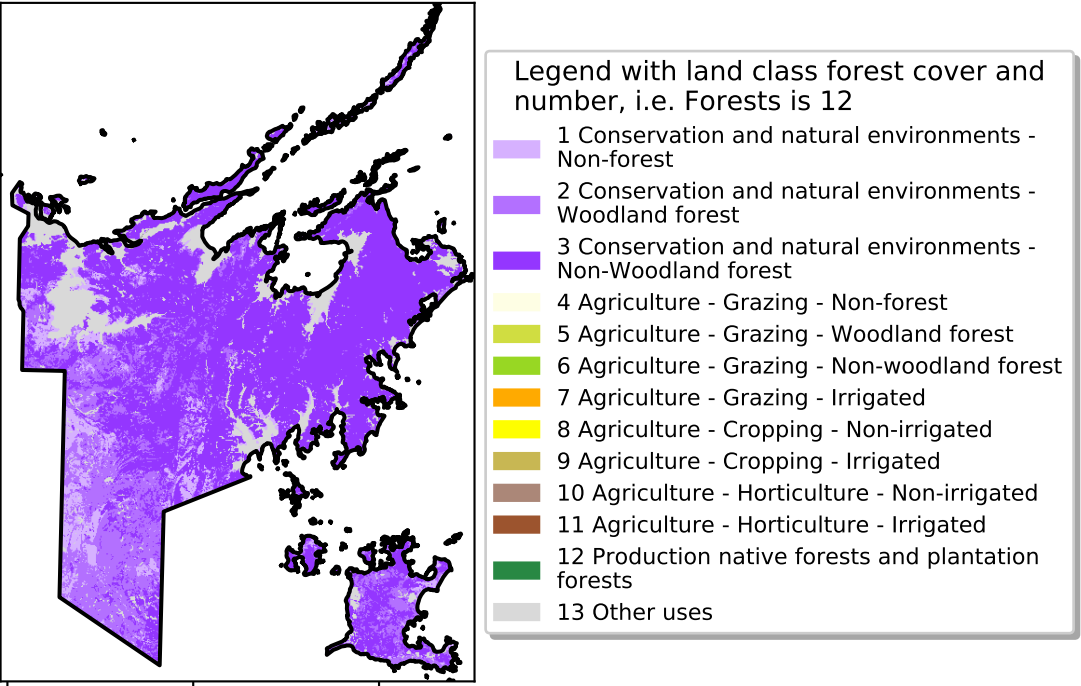 Legend with land class forest cover and
number, i.e. Forests is 12
1 Conservation and natural environments -
Non-forest
2 Conservation and natural environments -
Woodland forest
3 Conservation and natural environments -
Non-Woodland forest
4 Agriculture - Grazing - Non-forest
5 Agriculture - Grazing - Woodland forest
6 Agriculture - Grazing - Non-woodland forest
7 Agriculture - Grazing - Irrigated
8 Agriculture - Cropping - Non-irrigated
9 Agriculture - Cropping - Irrigated
10 Agriculture - Horticulture - Non-irrigated
11 Agriculture - Horticulture - Irrigated
12 Production native forests and plantation
forests
13 Other uses